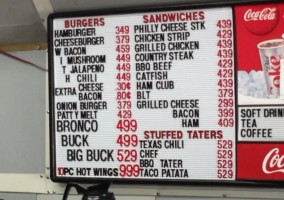 BURGERS
HAMBURGER 349
CHEESEBURGER 379
W BACON 459
I MUSHROOM 449
T JALAPENO 449
H CHILI 449
EXTRA CHEESE 30¢
BACON 80¢
ONION BURGER 379
PATTY MELT 429
BRONCO 499
BUCK 499
BIG BUCK 529
10PC HOT WINGS 999
SANDWICHES
PHILLY CHEESE STK 439
CHICKEN STRIP 429
GRILLED CHICKEN 439
COUNTRY STEAK 439
BBQ BEEF 429
CATFISH 429
HAM CLUB 439
BLT 379
GRILLED CHEESE 299
BACON 399
HAM 409
STUFFED TATERS
TEXAS CHILI 529
CHEF 529
BBQ TATER 529
TACO PATATA 529
Coca-Cola
Coke
SOFT DRIN
TEA
COFFEE
Coca